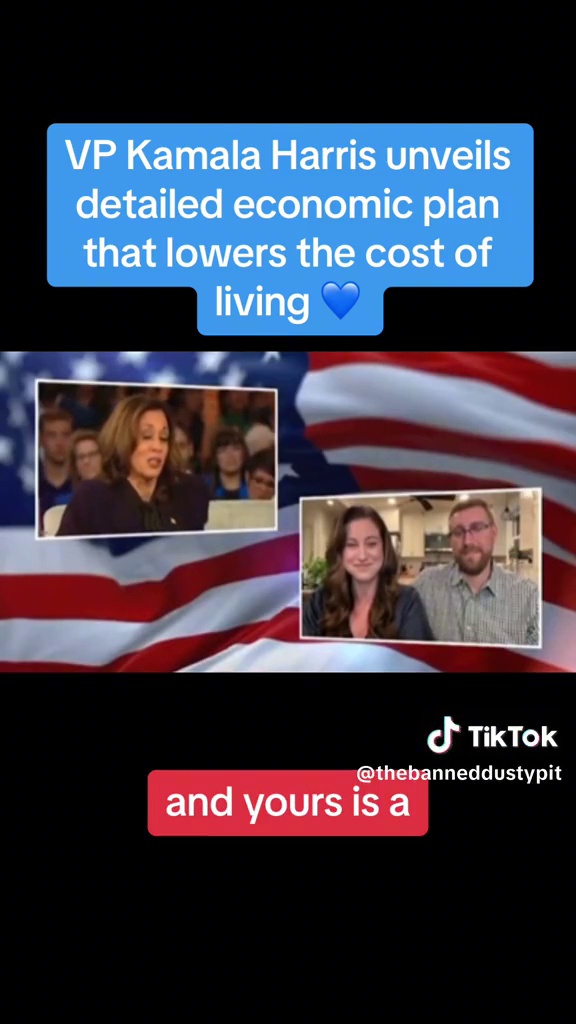 VP Kamala Harris unveils
detailed economic plan
that lowers the cost of
living 💙
TikTok
@thebanneddustypit
and yours is a